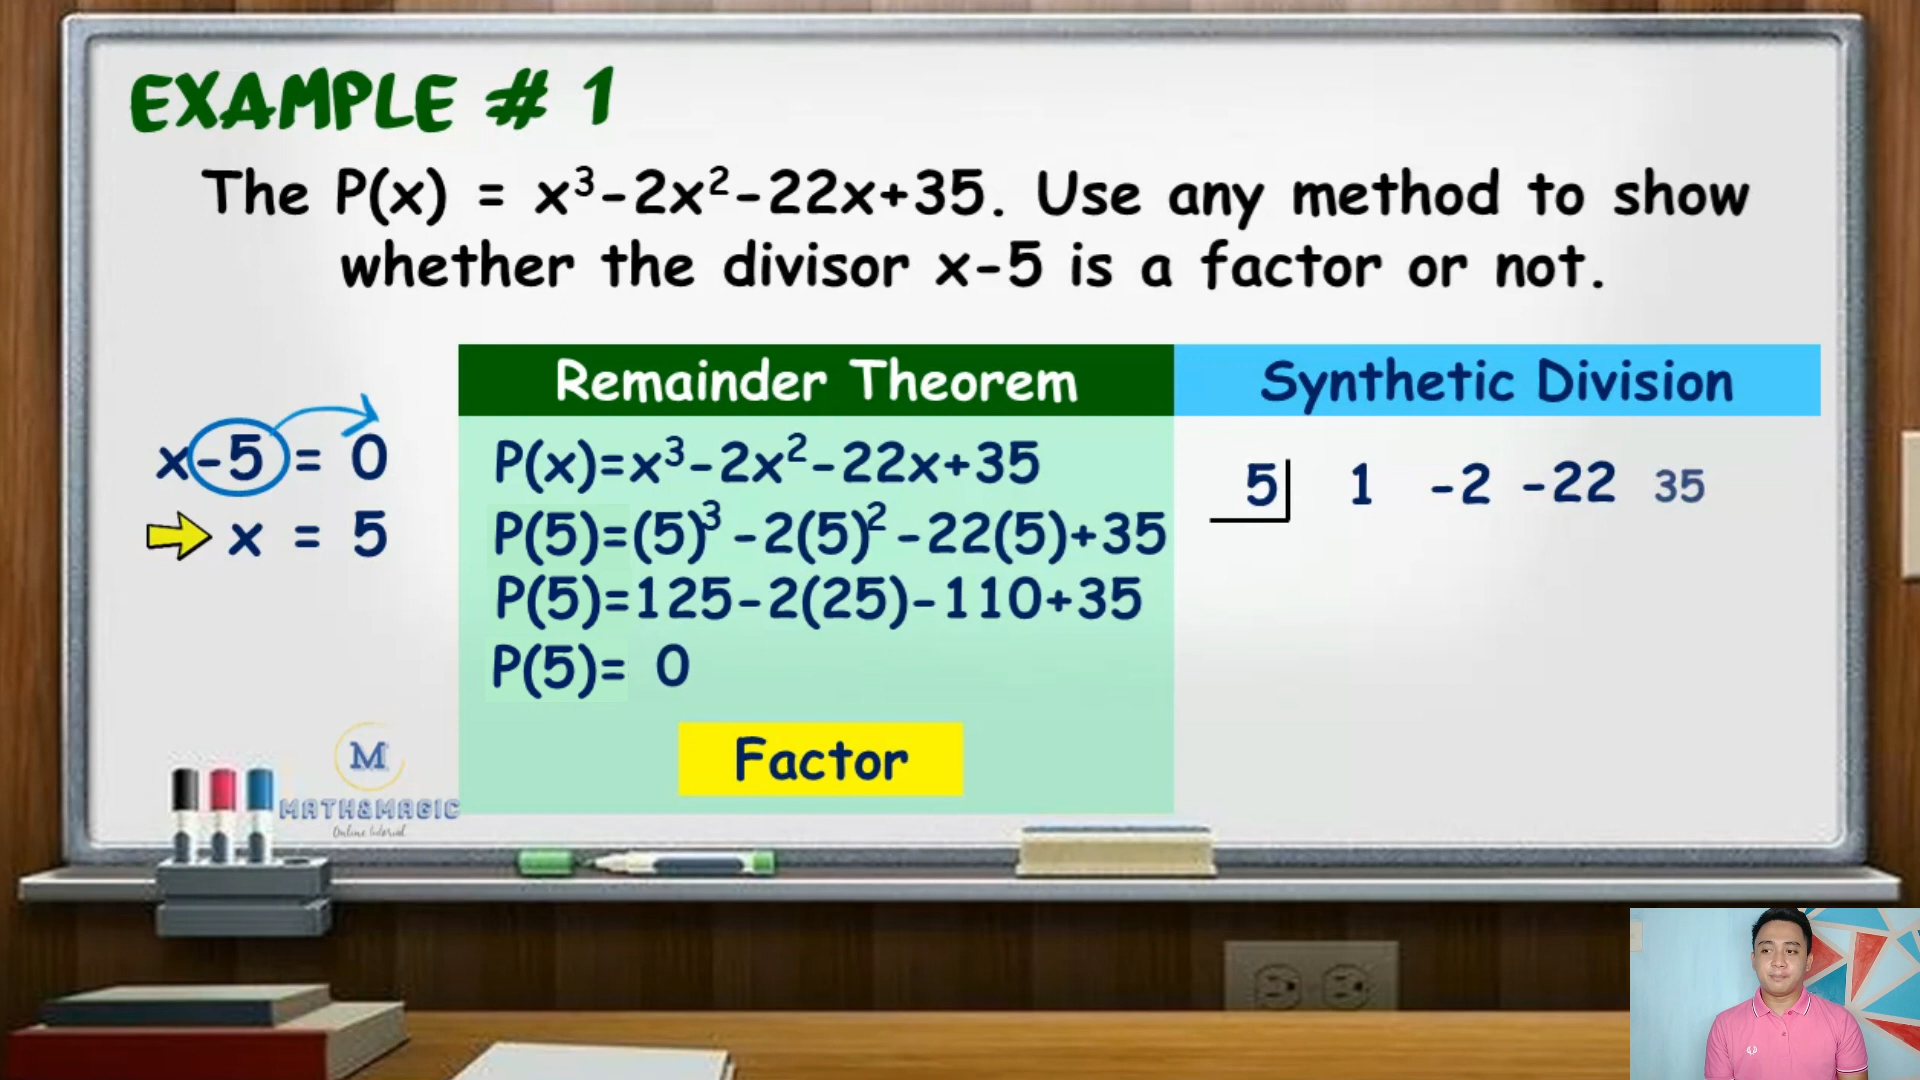 EXAMPLE # 1
The P(x) = x³-2x²-22x+35. Use any method to show
whether the divisor x-5 is a factor or not.
x-5 = 0
x = 5
Remainder Theorem
P(x)=x³-2x²-22x+35
P(5)=(5)³-2(5)²-22(5)+35
P(5)=125-2(25)-110+35
P(5)= 0
Factor
Synthetic Division
5 1 -2 -22 35
M
MATH&MAGIC
Online tutorial